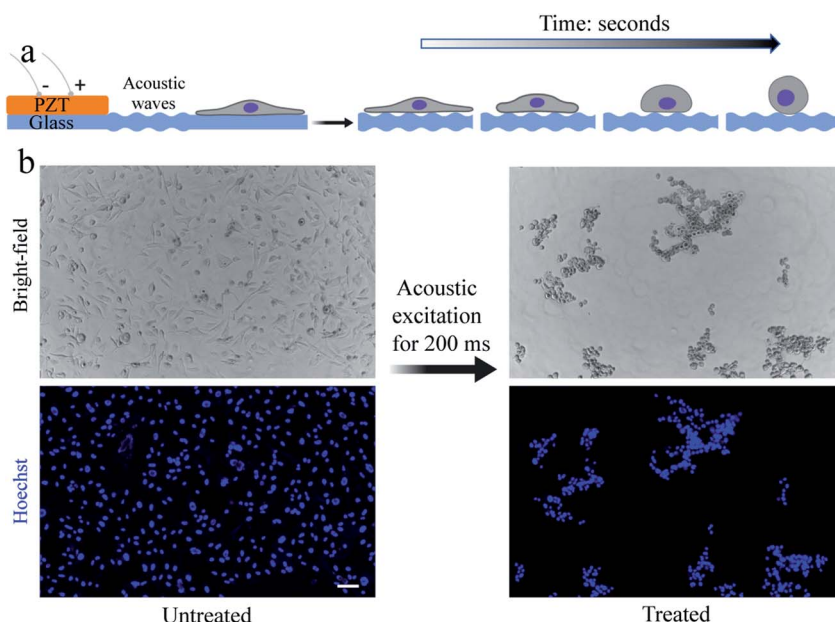 Time: seconds
a
- +
PZT
Glass
Acoustic
waves
b
Bright-field
Acoustic
excitation
for 200 ms
Hoechst
Untreated
Treated